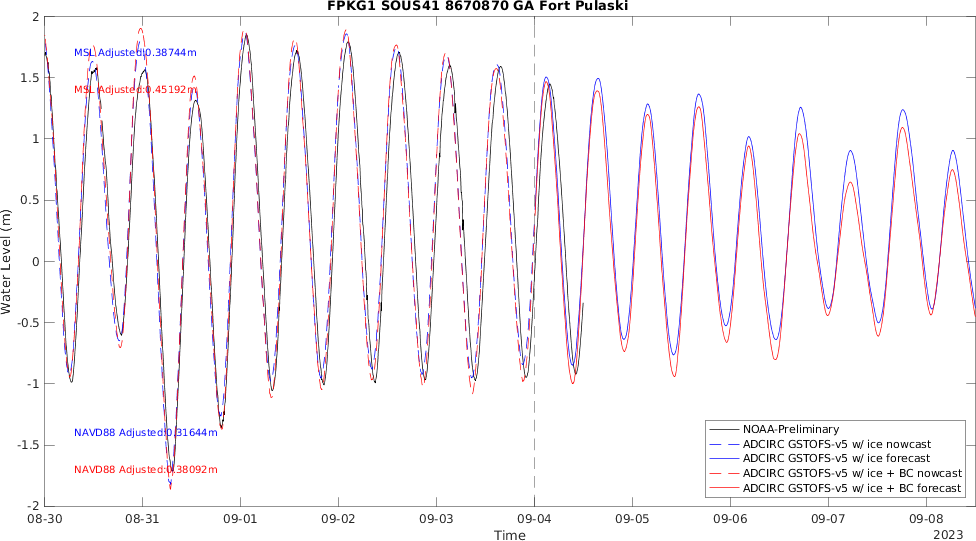 FPKG1 SOUS41 8670870 GA Fort Pulaski
2
1.5
1
0.5
0
-0.5
-1
-1.5
-2
Water Level (m)
MSL Adjusted:0.38744m
MSL Adjusted:0.45192m
NAVD88 Adjusted:0.31644m
NAVD88 Adjusted:0.38092m
NOAA-Preliminary
ADCIRC GSTOFS-v5 w/ ice nowcast
ADCIRC GSTOFS-v5 w/ ice forecast
ADCIRC GSTOFS-v5 w/ice + BC nowcast
ADCIRC GSTOFS-v5 w/ice + BC forecast
08-30 08-31 09-01 09-02 09-03 09-04 09-05 09-06 09-07 09-08
Time
2023